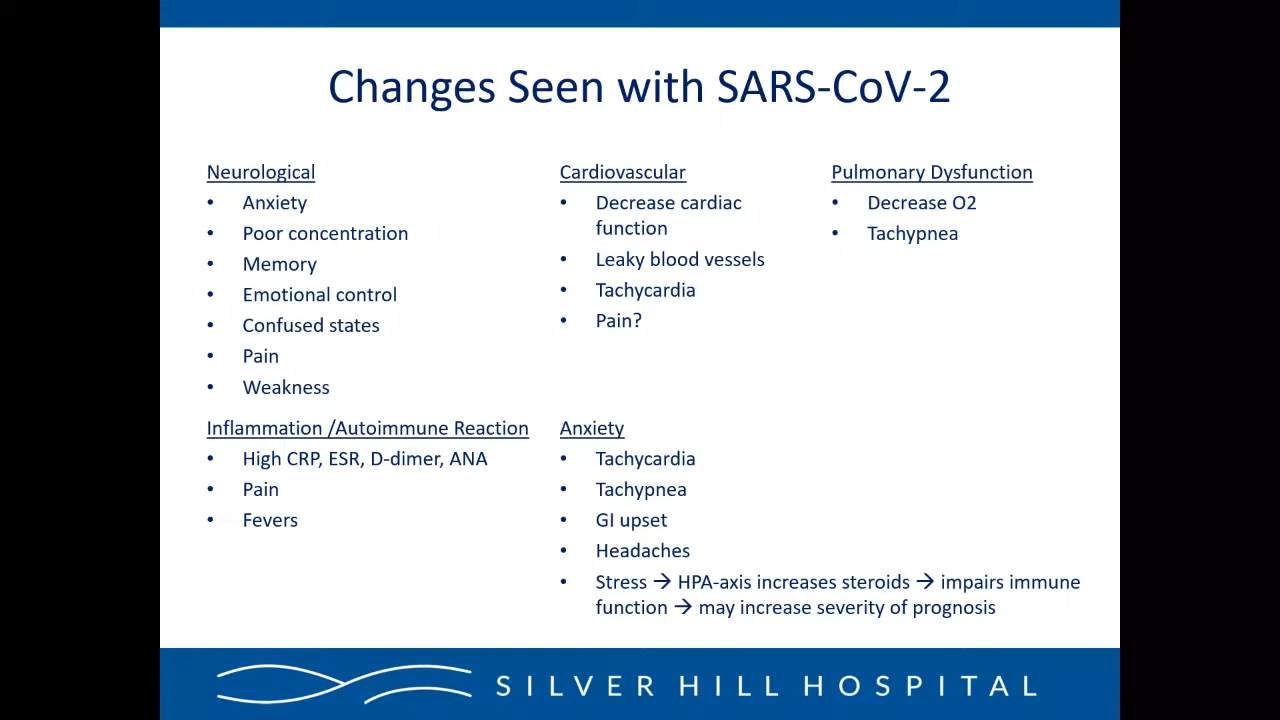 Changes Seen with SARS-CoV-2
Neurological
• Anxiety
• Poor concentration
• Memory
• Emotional control
• Confused states
• Pain
• Weakness
Cardiovascular
• Decrease cardiac
function
• Leaky blood vessels
• Tachycardia
• Pain?
Pulmonary Dysfunction
• Decrease O2
• Tachypnea
Inflammation /Autoimmune Reaction
• High CRP, ESR, D-dimer, ANA
• Pain
• Fevers
Anxiety
• Tachycardia
• Tachypnea
• GI upset
• Headaches
• Stress → HPA-axis increases steroids → impairs immune
function → may increase severity of prognosis
SILVER HILL HOSPITAL